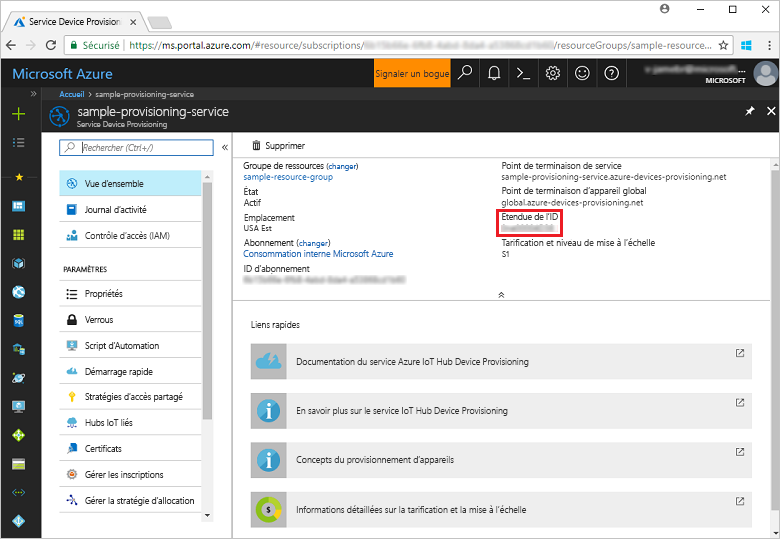 Service Device Provisioni
Sécurisé
https://ms.portal.azure.com/#resource/subscriptions/
/resourceGroups/sample-resource...
Microsoft Azure
Signaler un bogue
MICROSOFT
Accueil > sample-provisioning-service
sample-provisioning-service
Service Device Provisioning
Rechercher (Ctrl+/)
Vue d'ensemble
Journal d'activité
Contrôle d'accès (IAM)
PARAMÈTRES
Propriétés
Verrous
Script d'Automation
Démarrage rapide
Stratégies d'accès partagé
Hubs IoT liés
Certificats
Gérer les inscriptions
Gérer la stratégie d'allocation
Supprimer
Groupe de ressources (changer)
sample-resource-group
État
Actif
Emplacement
USA Est
Abonnement (changer)
Consommation interne Microsoft Azure
ID d'abonnement
Point de terminaison de service
sample-provisioning-service.azure-devices-provisioning.net
Point de terminaison d'appareil global
global.azure-devices-provisioning.net
Etendue de l'ID
Tarification et niveau de mise à l'échelle
S1
Liens rapides
Documentation du service Azure IoT Hub Device Provisioning
En savoir plus sur le service IoT Hub Device Provisioning
Concepts du provisionnement d'appareils
Informations détaillées sur la tarification et la mise à l'échelle